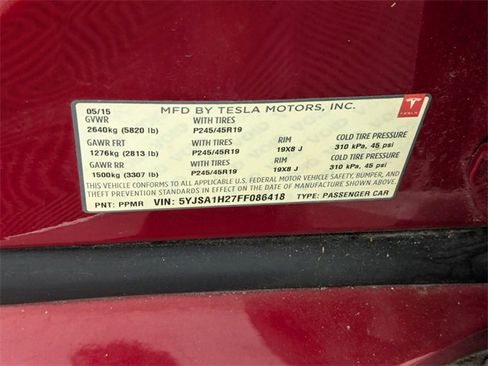 05/15 MFD BY TESLA MOTORS, INC. TESLA
GVWR WITH TIRES
2640kg (5820 lb) P245/45R19
GAWR FRT WITH TIRES RIM COLD TIRE PRESSURE
1276kg (2813 lb) P245/45R19 19X8 J 310 kPa, 45 psi
GAWR RR WITH TIRES RIM COLD TIRE PRESSURE
1500kg (3307 lb) P245/45R19 19X8 J 310 kPa, 45 psi
THIS VEHICLE CONFORMS TO ALL APPLICABLE U.S. FEDERAL MOTOR VEHICLE SAFETY, BUMPER, AND
THEFT PREVENTION STANDARDS IN EFFECT ON THE DATE OF MANUFACTURE SHOWN ABOVE.
PNT: PPMR VIN: 5YJSA1H27FF086418 TYPE: PASSENGER CAR